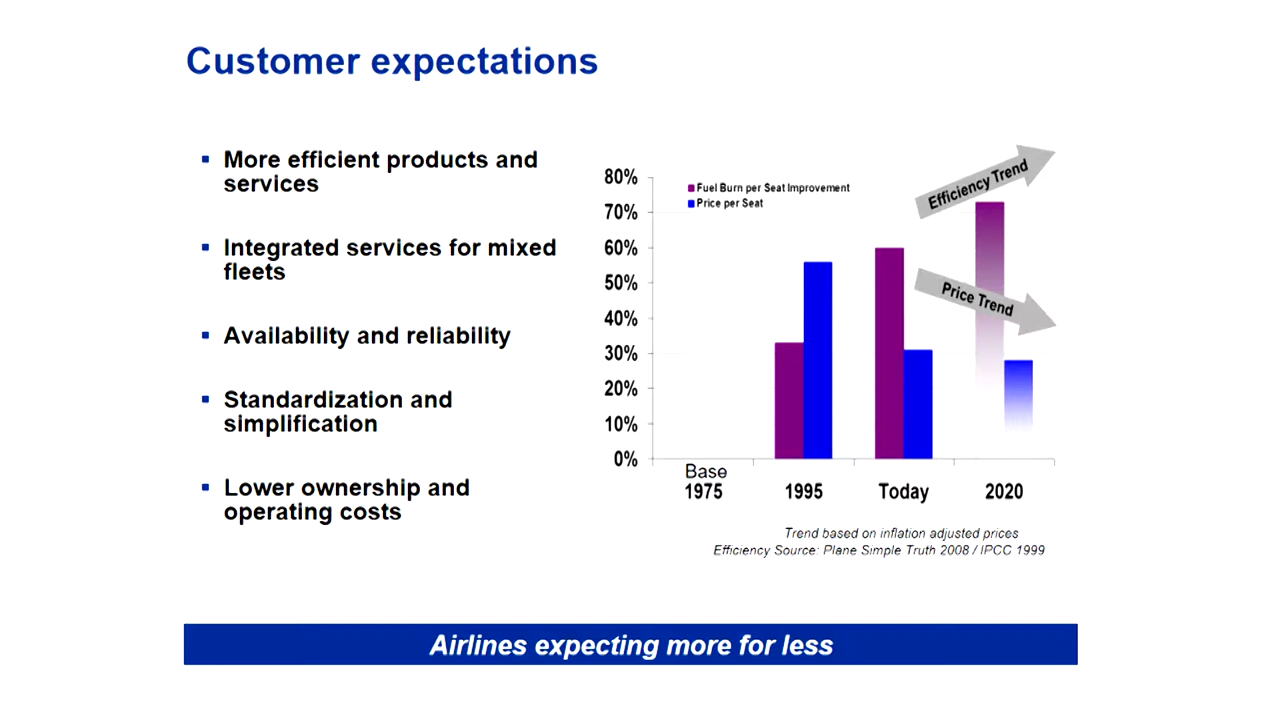 Customer expectations
More efficient products and
services
Integrated services for mixed
fleets
Availability and reliability
Standardization and
simplification
Lower ownership and
operating costs
80%
70%
60%
50%
40%
30%
20%
10%
0%
Fuel Burn per Seat Improvement
Price per Seat
Efficiency Trend
Price Trend
Base
1975
1995
Today
2020
Trend based on inflation adjusted prices
Efficiency Source: Plane Simple Truth 2008 / IPCC 1999
Airlines expecting more for less